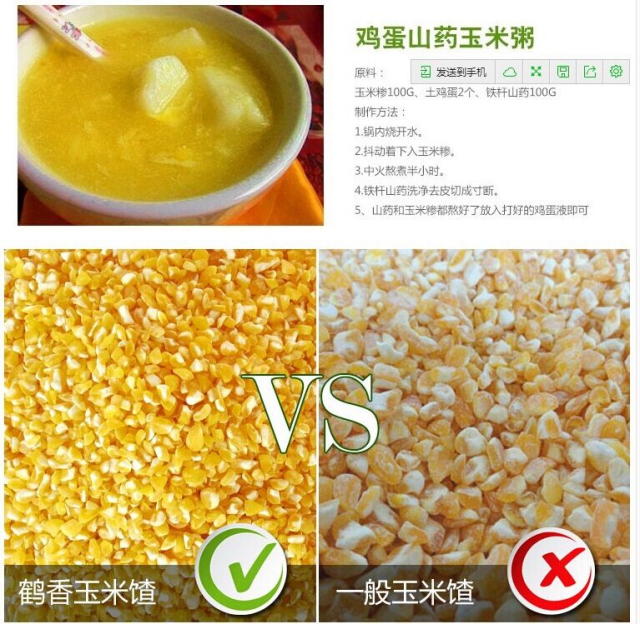 鸡蛋山药玉米粥
原料：
发送到手机
玉米糁100G、土鸡蛋2个、铁杆山药100G
制作方法：
1.锅内烧开水。
2.抖动着下入玉米糁。
3.中火熬煮半小时。
4.铁杆山药洗净去皮切成寸断。
5、山药和玉米糁都熬好了放入打好的鸡蛋液即可
VS
鹤香玉米馇
一般玉米馇